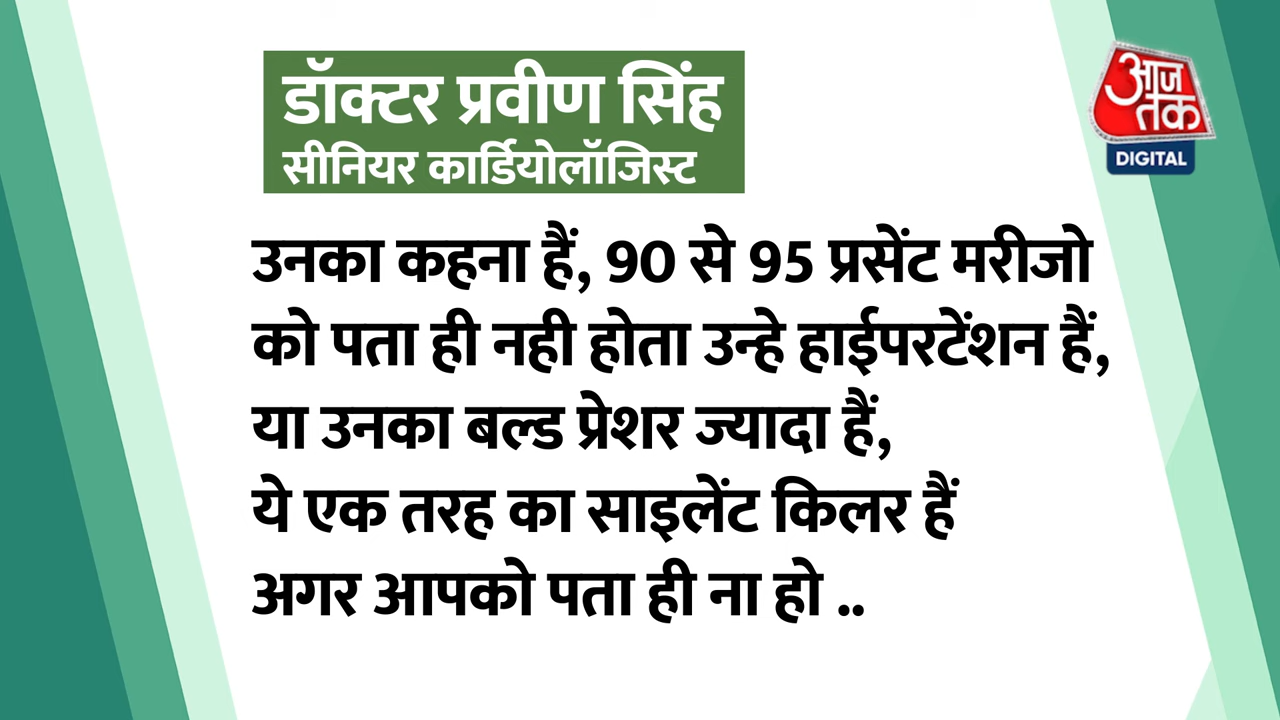 डॉक्टर प्रवीण सिंह
सीनियर कार्डियोलॉजिस्ट
आज
तक
DIGITAL
उनका कहना हैं, 90 से 95 प्रसेंट मरीजो
को पता ही नही होता उन्हे हाईपरटेंशन हैं,
या उनका बल्ड प्रेशर ज्यादा हैं,
ये एक तरह का साइलेंट किलर हैं
अगर आपको पता ही ना हो ..